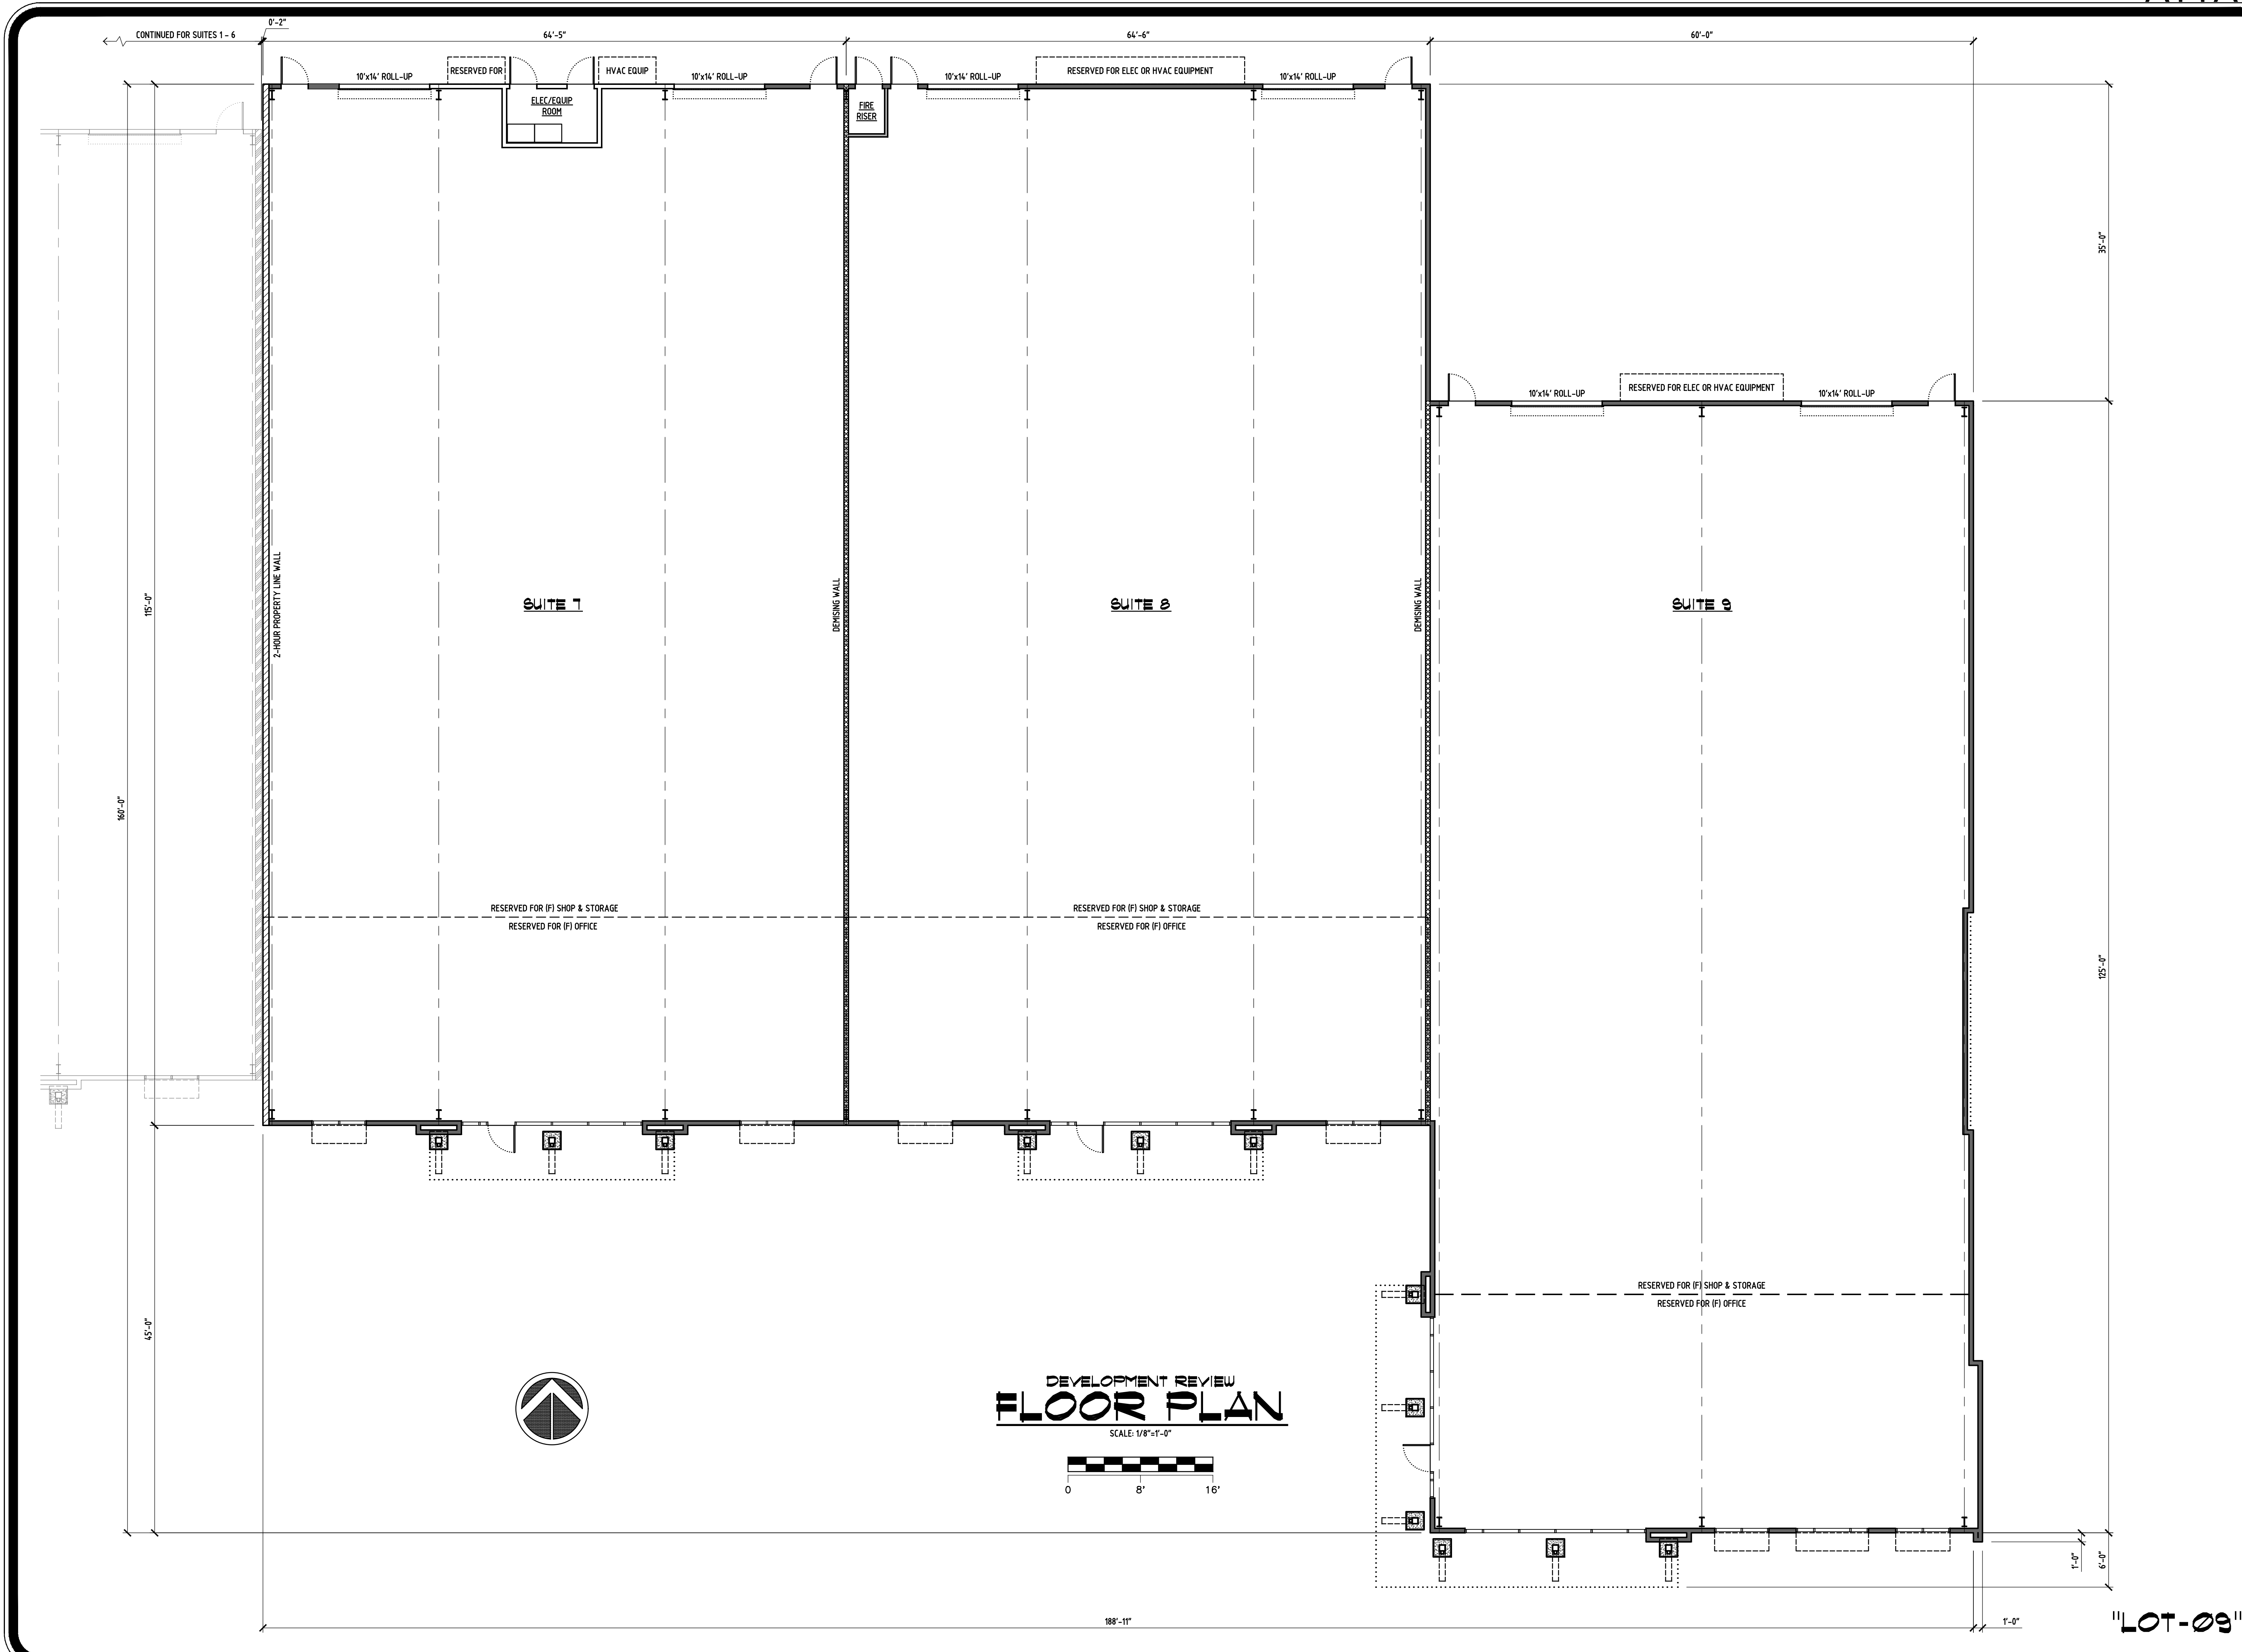 0'-2"
CONTINUED FOR SUITES 1 - 6
64'-5"
64'-6"
60'-0"
10'x14' ROLL-UP
RESERVED FOR
HVAC EQUIP
10'x14' ROLL-UP
10'x14' ROLL-UP
RESERVED FOR ELEC OR HVAC EQUIPMENT
10'x14' ROLL-UP
ELEC/EQUIP
ROOM
FIRE
RISER
35'-0"
10'x14' ROLL-UP
RESERVED FOR ELEC OR HVAC EQUIPMENT
10'x14' ROLL-UP
2-HOUR PROPERTY LINE WALL
SUITE 7
DEMISING WALL
SUITE 8
DEMISING WALL
SUITE 9
115'-0"
160'-0"
RESERVED FOR (F) SHOP & STORAGE
RESERVED FOR (F) OFFICE
RESERVED FOR (F) SHOP & STORAGE
RESERVED FOR (F) OFFICE
125'-0"
RESERVED FOR (F) SHOP & STORAGE
RESERVED FOR (F) OFFICE
45'-0"
DEVELOPMENT REVIEW
FLOOR PLAN
SCALE: 1/8"=1'-0"
0 8' 16'
1'-0"
6'-0"
188'-11"
1'-0"
"LOT-09"